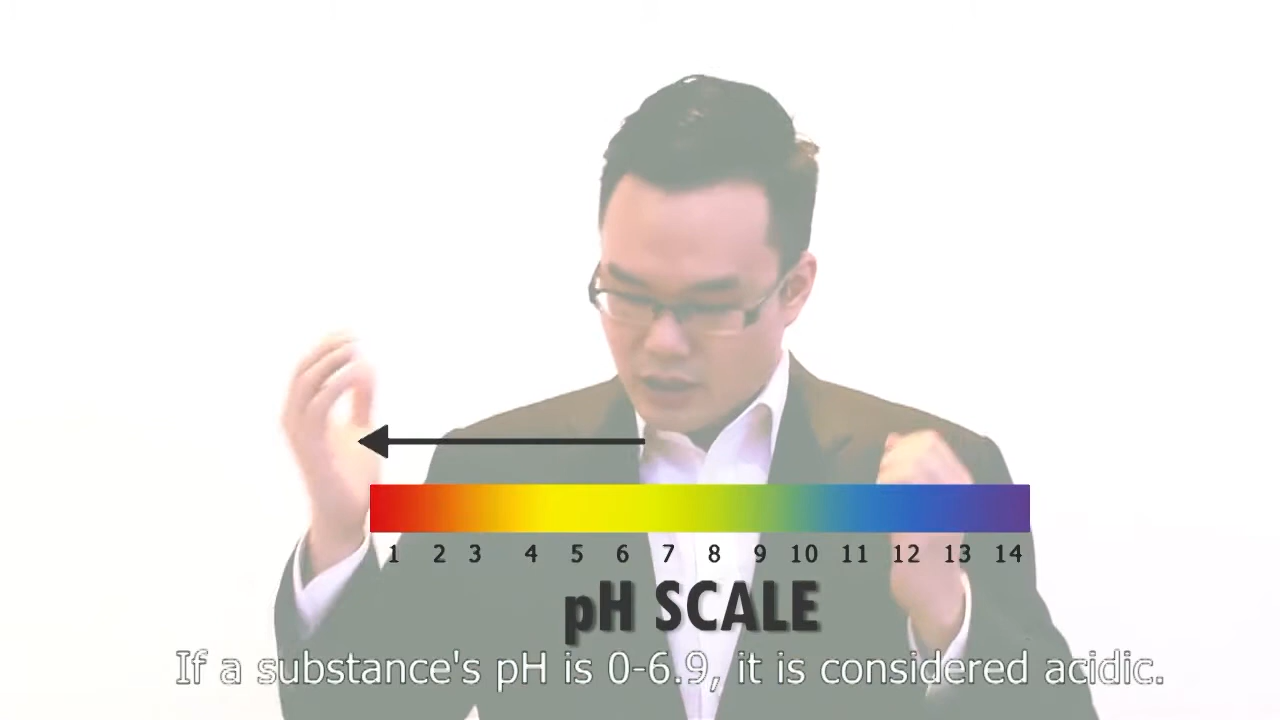 1 2 3 4 5 6 7 8 9 10 11 12 13 14
pH SCALE
If a substance's pH is 0-6.9, it is considered acidic.